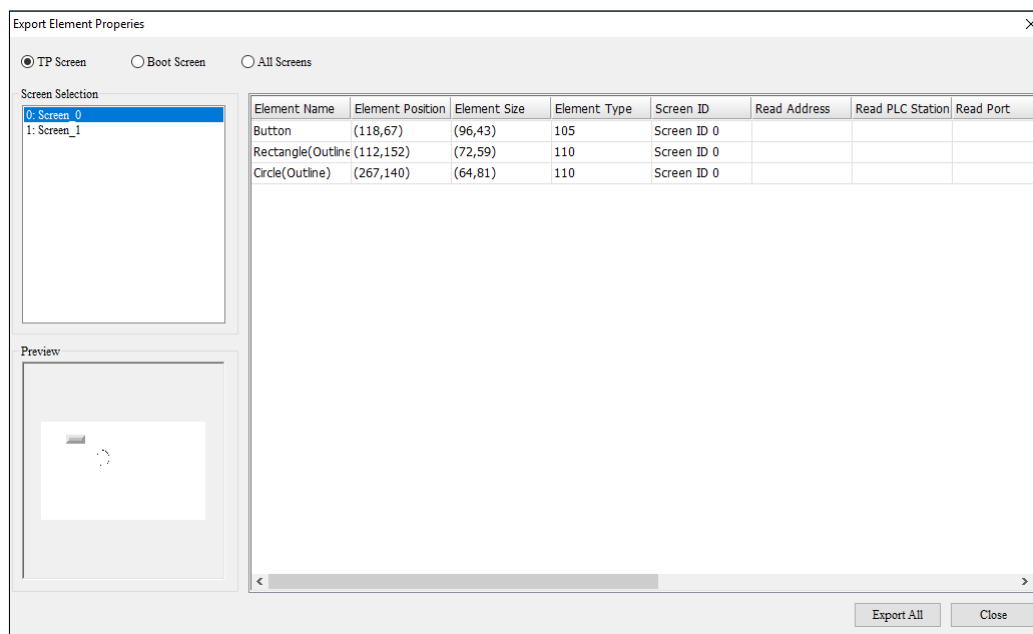 Export Element Properies
TP Screen Boot Screen All Screens
Screen Selection
0: Screen_0
1: Screen_1
Element Name Element Position Element Size Element Type Screen ID Read Address Read PLC Station Read Port
Button (118,67) (96,43) 105 Screen ID 0
Rectangle(Outline (112,152) (72,59) 110 Screen ID 0
Circle(Outline) (267,140) (64,81) 110 Screen ID 0
Preview
Export All Close